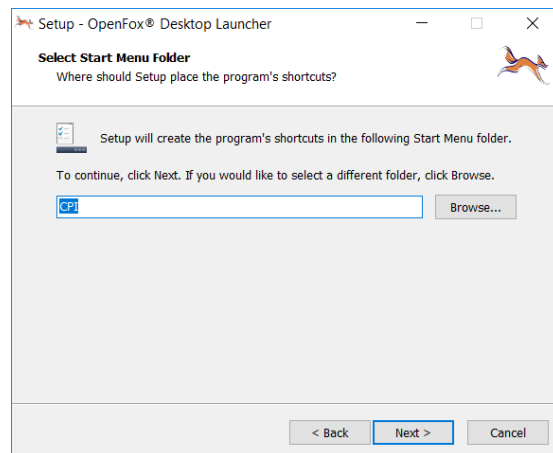 Setup - OpenFox® Desktop Launcher
Select Start Menu Folder
Where should Setup place the program's shortcuts?
Setup will create the program's shortcuts in the following Start Menu folder.
To continue, click Next. If you would like to select a different folder, click Browse.
CPI
Browse...
< Back
Next >
Cancel